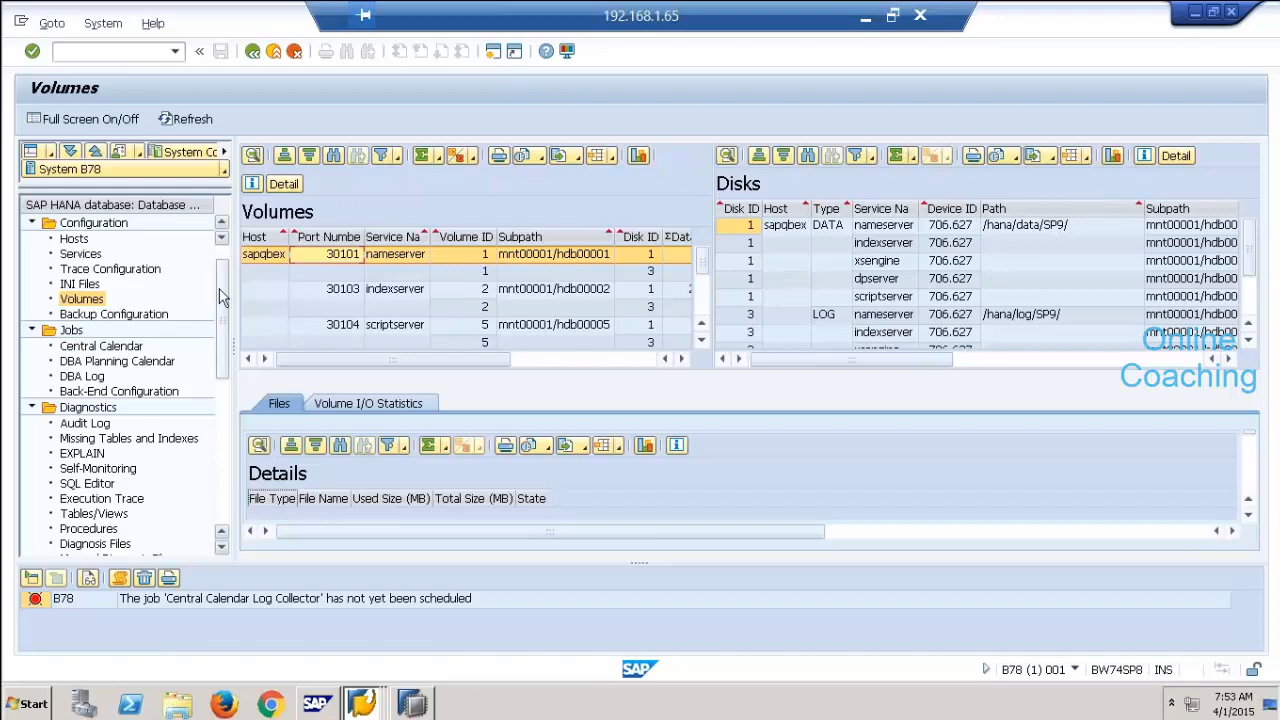 Goto System Help
192.168.1.65
Volumes
Full Screen On/Off Refresh
System Co
System B78
SAP HANA database: Database ...
Configuration
Hosts
Services
Trace Configuration
INI Files
Volumes
Backup Configuration
Jobs
Central Calendar
DBA Planning Calendar
DBA Log
Back-End Configuration
Diagnostics
Audit Log
Missing Tables and Indexes
EXPLAIN
Self-Monitoring
SQL Editor
Execution Trace
Tables/Views
Procedures
Diagnosis Files
Detail
Volumes
Host Port Numbe Service Na Volume ID Subpath Disk ID ΣData
sapqbex 30101 nameserver 1 mnt00001/hdb00001 1
1 3
30103 indexserver 2 mnt00001/hdb00002 1 2
2 3
30104 scriptserver 5 mnt00001/hdb00005 1
5 3
Detail
Disks
Disk ID Host Type Service Na Device ID Path Subpath
1 sapqbex DATA nameserver 706.627 /hana/data/SP9/ mnt00001/hdb00
1 indexserver 706.627 mnt00001/hdb00
1 xsengine 706.627 mnt00001/hdb00
1 dpserver 706.627 mnt00001/hdb00
1 scriptserver 706.627 mnt00001/hdb00
3 LOG nameserver 706.627 /hana/log/SP9/ mnt00001/hdb00
3 indexserver 706.627 mnt00001/hdb00
Online
Coaching
Files Volume I/O Statistics
Details
File Type File Name Used Size (MB) Total Size (MB) State
B78 The job 'Central Calendar Log Collector' has not yet been scheduled
SAP
B78 (1) 001 BW74SP8 INS
Start SAP
7:53 AM
4/1/2015